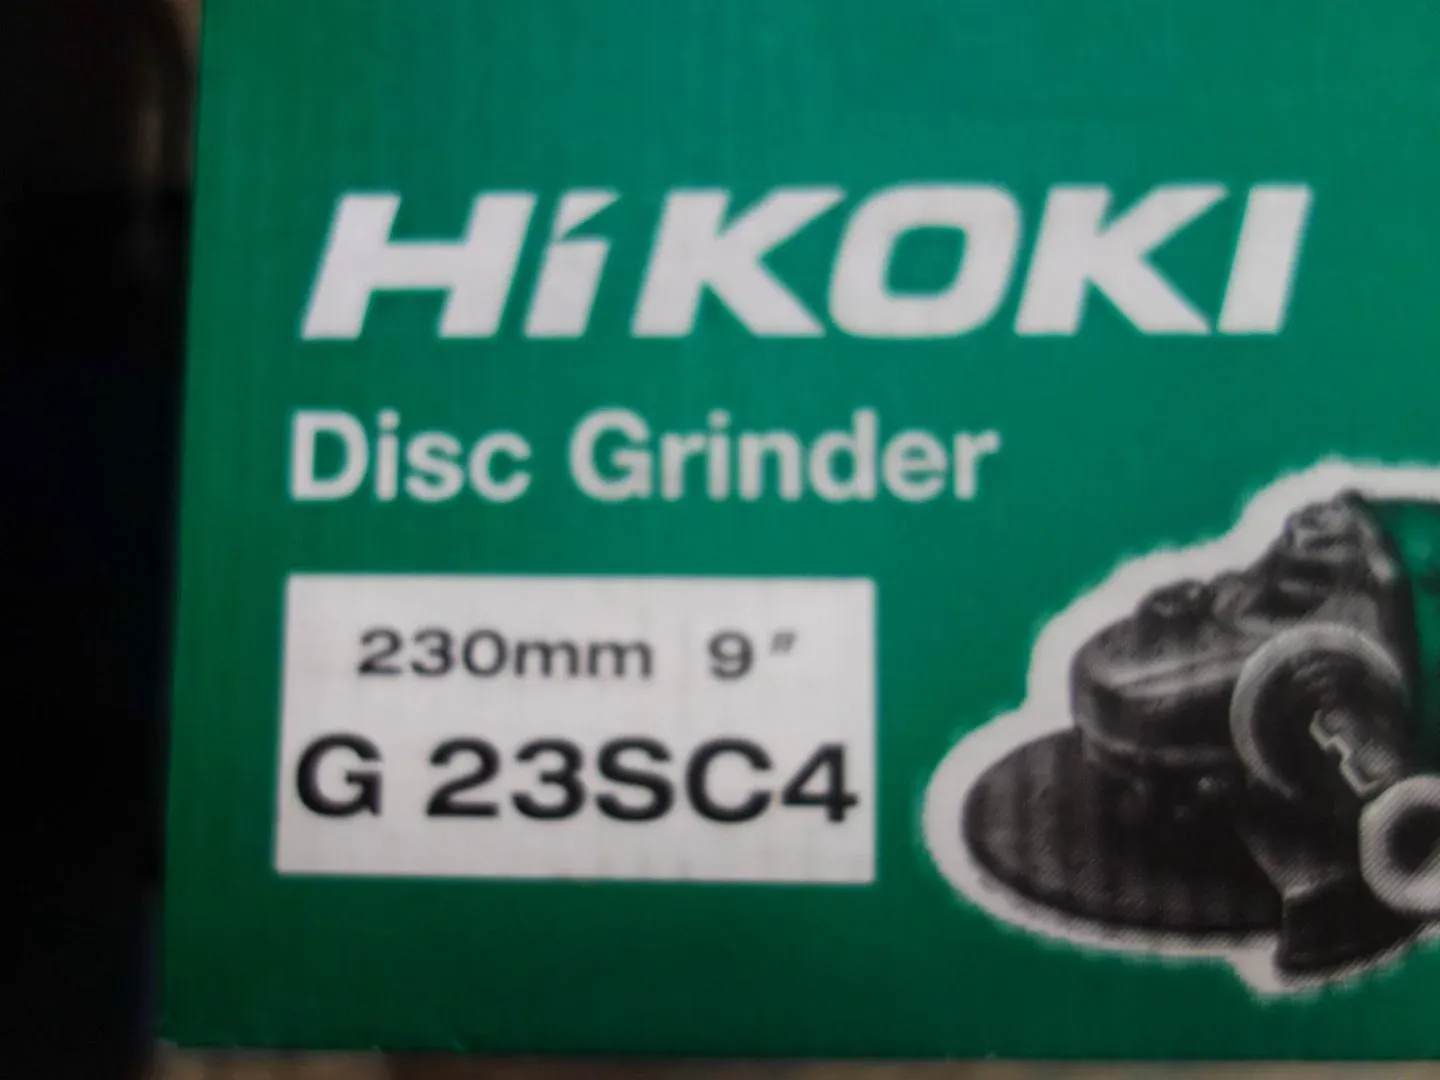 HiKOKI
Disc Grinder
230mm 9″
G 23SC4